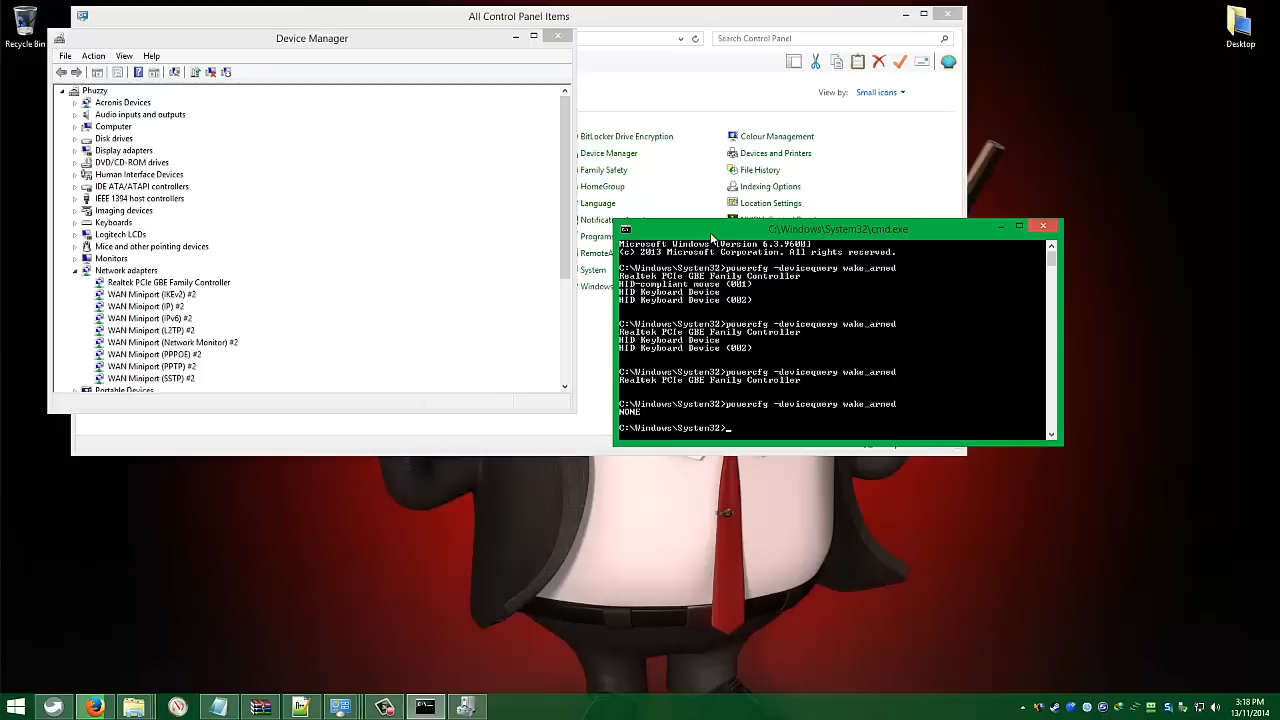 Recycle Bin
Desktop
All Control Panel Items
Search Control Panel
View by: Small icons
BitLocker Drive Encryption
Colour Management
Device Manager
Devices and Printers
Family Safety
File History
HomeGroup
Indexing Options
Language
Location Settings
Programs
RemoteA
System
Windows
Device Manager
File Action View Help
Phuzzy
Acronis Devices
Audio inputs and outputs
Computer
Disk drives
Display adapters
DVD/CD-ROM drives
Human Interface Devices
IDE ATA/ATAPI controllers
IEEE 1394 host controllers
Imaging devices
Keyboards
Logitech LCDs
Mice and other pointing devices
Monitors
Network adapters
Realtek PCIe GBE Family Controller
WAN Miniport (IKEv2) #2
WAN Miniport (IP) #2
WAN Miniport (IPv6) #2
WAN Miniport (L2TP) #2
WAN Miniport (Network Monitor) #2
WAN Miniport (PPPOE) #2
WAN Miniport (PPTP) #2
WAN Miniport (SSTP) #2
Portable Devices
C:\Windows\System32\cmd.exe
Microsoft Windows [Version 6.3.9600]
(c) 2013 Microsoft Corporation. All rights reserved.
C:\Windows\System32>powercfg -devicequery wake_armed
Realtek PCIe GBE Family Controller
HID-compliant mouse (001)
HID Keyboard Device
HID Keyboard Device (002)
C:\Windows\System32>powercfg -devicequery wake_armed
Realtek PCIe GBE Family Controller
HID Keyboard Device
HID Keyboard Device (002)
C:\Windows\System32>powercfg -devicequery wake_armed
Realtek PCIe GBE Family Controller
C:\Windows\System32>powercfg -devicequery wake_armed
NONE
C:\Windows\System32>_
3:18 PM
13/11/2014